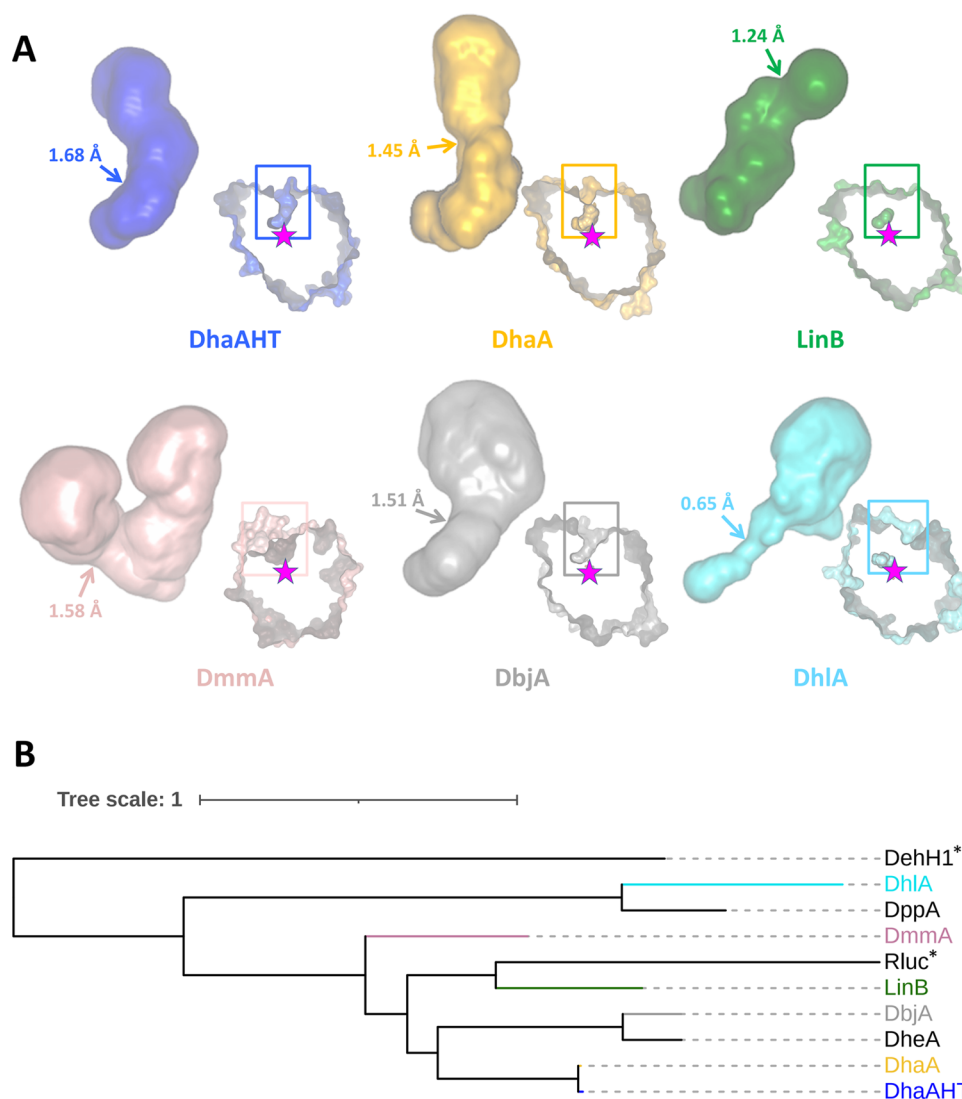 A
1.68 Å
1.45 Å
1.24 Å
DhaAHT
DhaA
LinB
1.58 Å
1.51 Å
0.65 Å
DmmA
DbjA
DhlA
B
Tree scale: 1
DehH1*
DhlA
DppA
DmmA
Rluc*
LinB
DbjA
DheA
DhaA
DhaAHT